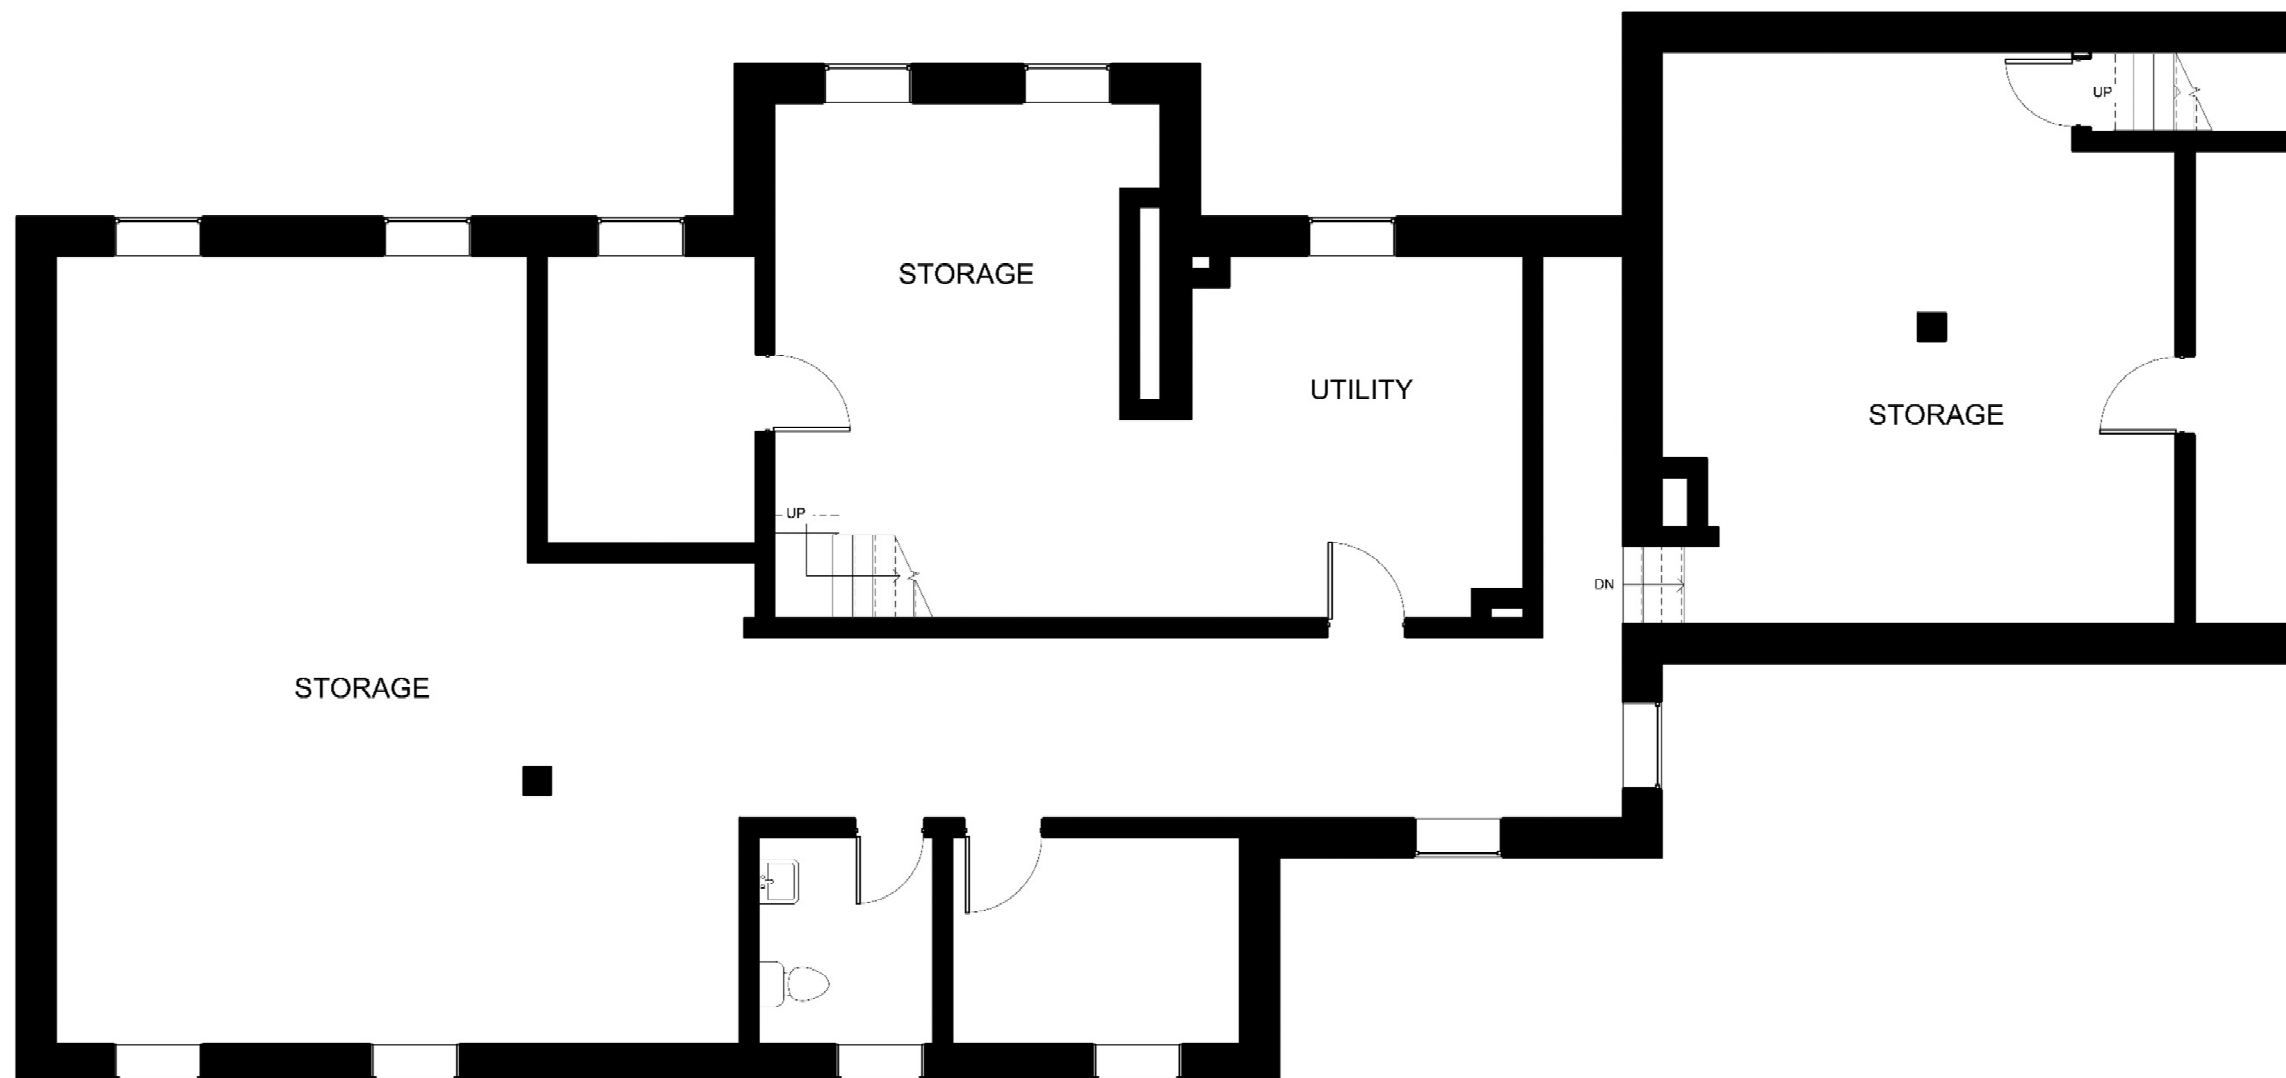 UP
STORAGE
UTILITY
STORAGE
UP
DN
STORAGE